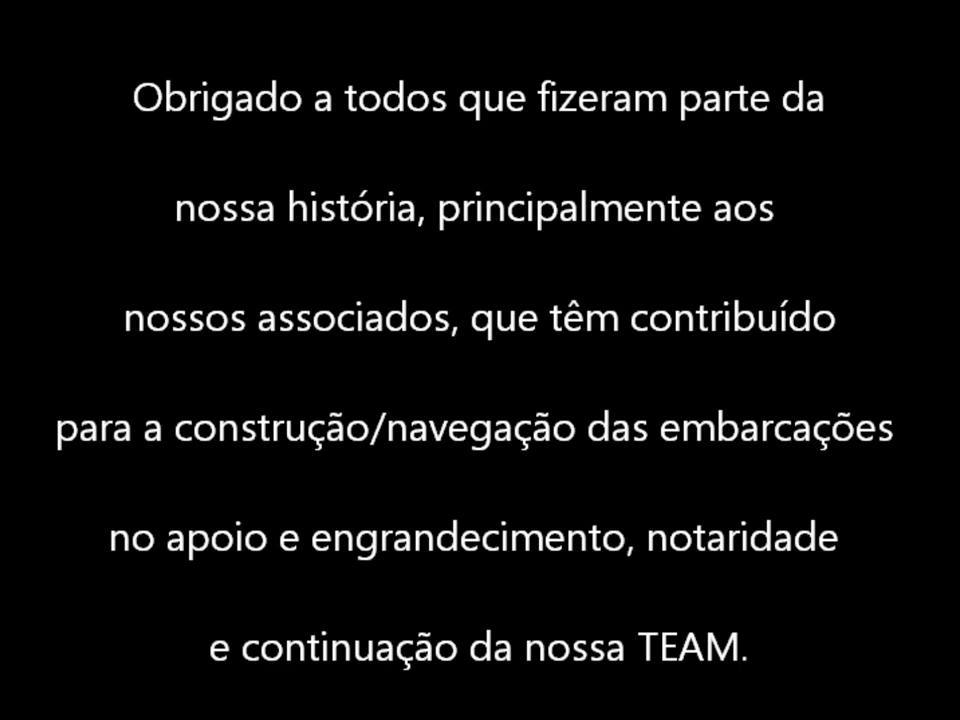 Obrigado a todos que fizeram parte da
nossa história, principalmente aos
nossos associados, que têm contribuído
para a construção/navegação das embarcações
no apoio e engrandecimento, notaridade
e continuação da nossa TEAM.